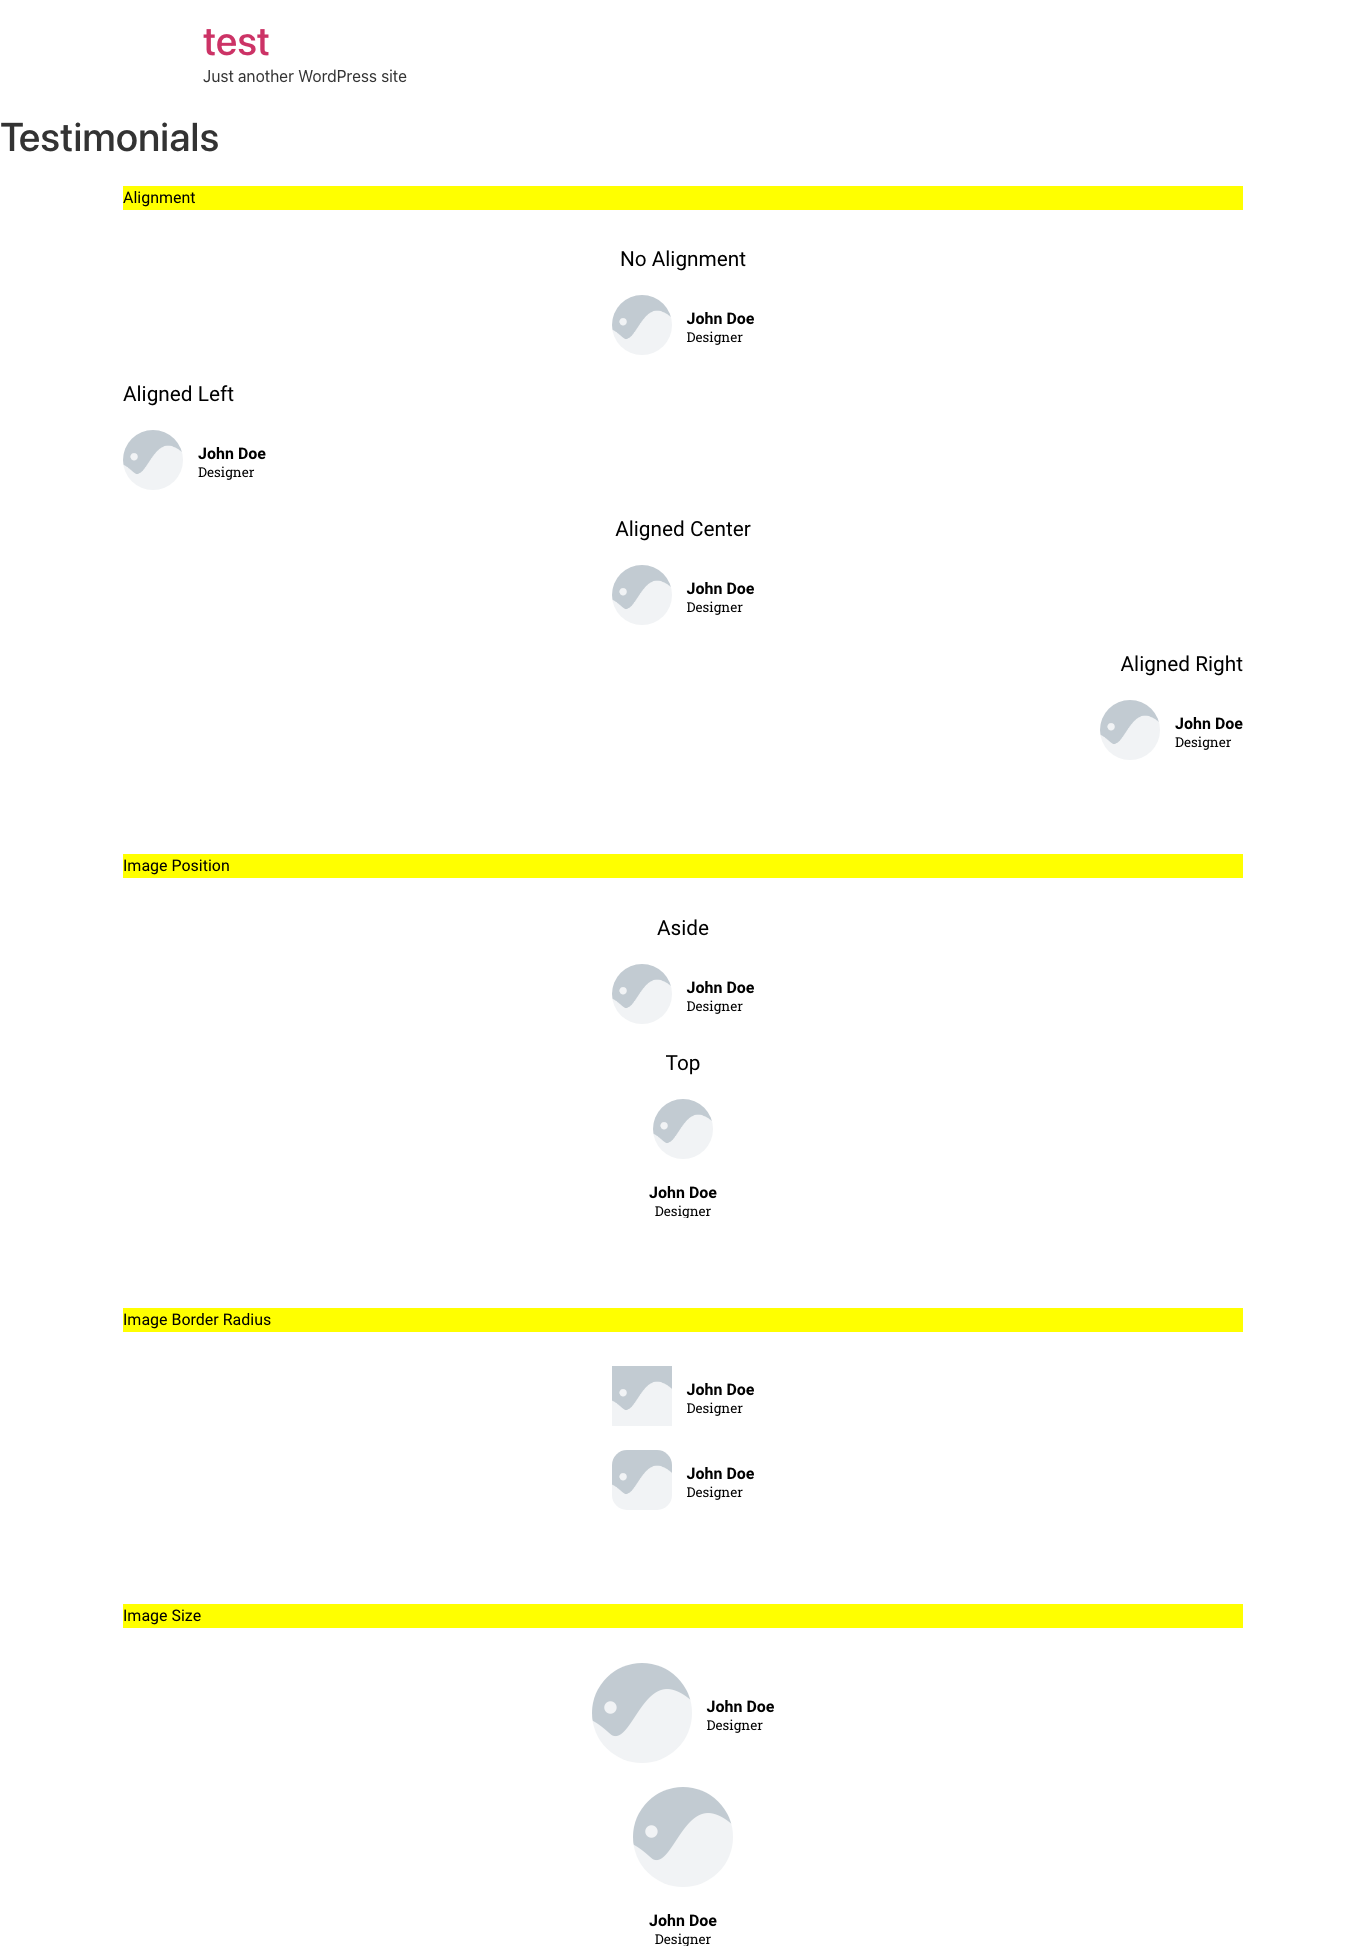 test
Just another WordPress site
Testimonials
Alignment
No Alignment
John Doe
Designer
Aligned Left
John Doe
Designer
Aligned Center
John Doe
Designer
Aligned Right
John Doe
Designer
Image Position
Aside
John Doe
Designer
Top
John Doe
Designer
Image Border Radius
John Doe
Designer
John Doe
Designer
Image Size
John Doe
Designer
John Doe
Designer